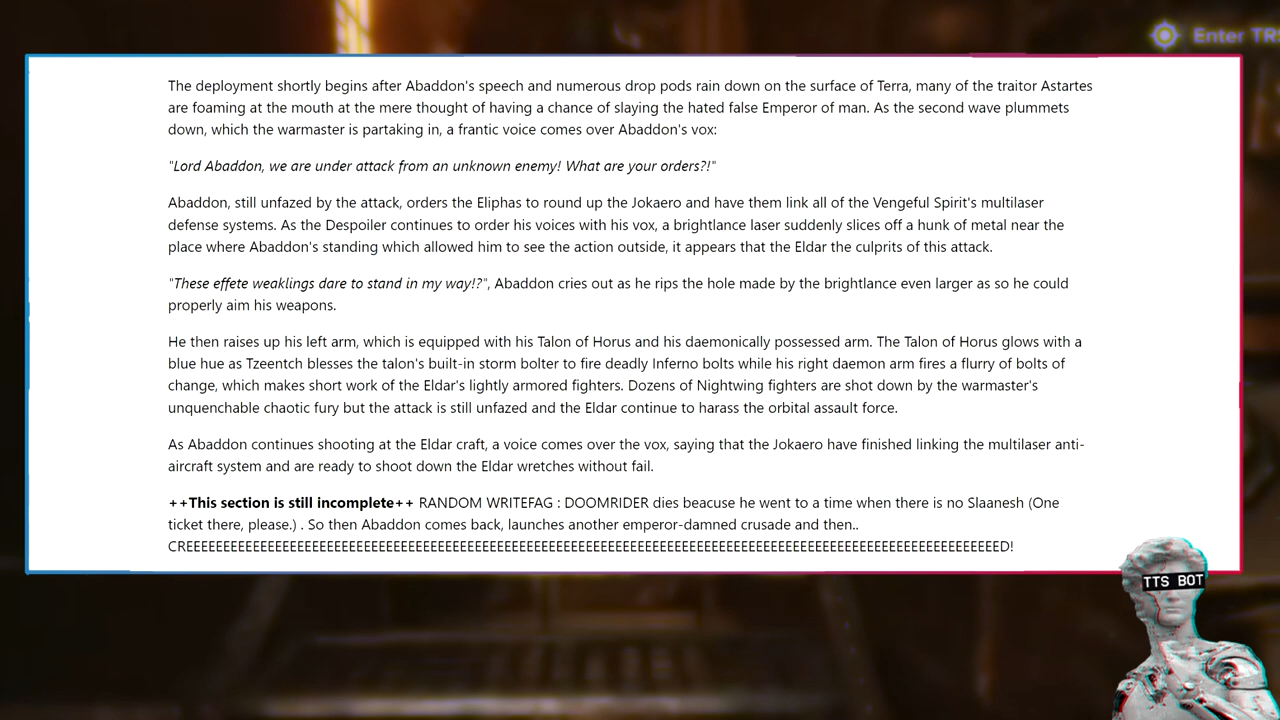 Enter TR
The deployment shortly begins after Abaddon's speech and numerous drop pods rain down on the surface of Terra, many of the traitor Astartes
are foaming at the mouth at the mere thought of having a chance of slaying the hated false Emperor of man. As the second wave plummets
down, which the warmaster is partaking in, a frantic voice comes over Abaddon's vox:
"Lord Abaddon, we are under attack from an unknown enemy! What are your orders?!"
Abaddon, still unfazed by the attack, orders the Eliphas to round up the Jokaero and have them link all of the Vengeful Spirit's multilaser
defense systems. As the Despoiler continues to order his voices with his vox, a brightlance laser suddenly slices off a hunk of metal near the
place where Abaddon's standing which allowed him to see the action outside, it appears that the Eldar the culprits of this attack.
"These effete weaklings dare to stand in my way!?", Abaddon cries out as he rips the hole made by the brightlance even larger as so he could
properly aim his weapons.
He then raises up his left arm, which is equipped with his Talon of Horus and his daemonically possessed arm. The Talon of Horus glows with a
blue hue as Tzeentch blesses the talon's built-in storm bolter to fire deadly Inferno bolts while his right daemon arm fires a flurry of bolts of
change, which makes short work of the Eldar's lightly armored fighters. Dozens of Nightwing fighters are shot down by the warmaster's
unquenchable chaotic fury but the attack is still unfazed and the Eldar continue to harass the orbital assault force.
As Abaddon continues shooting at the Eldar craft, a voice comes over the vox, saying that the Jokaero have finished linking the multilaser anti-
aircraft system and are ready to shoot down the Eldar wretches without fail.
++This section is still incomplete++ RANDOM WRITEFAG : DOOMRIDER dies beacuse he went to a time when there is no Slaanesh (One
ticket there, please.) . So then Abaddon comes back, launches another emperor-damned crusade and then..
CREEEEEEEEEEEEEEEEEEEEEEEEEEEEEEEEEEEEEEEEEEEEEEEEEEEEEEEEEEEEEEEEEEEEEEEEEEEEEEEEEEEEEEEEEEEEEEEEEEEEEEEEEEEEEED!
TTS BOT